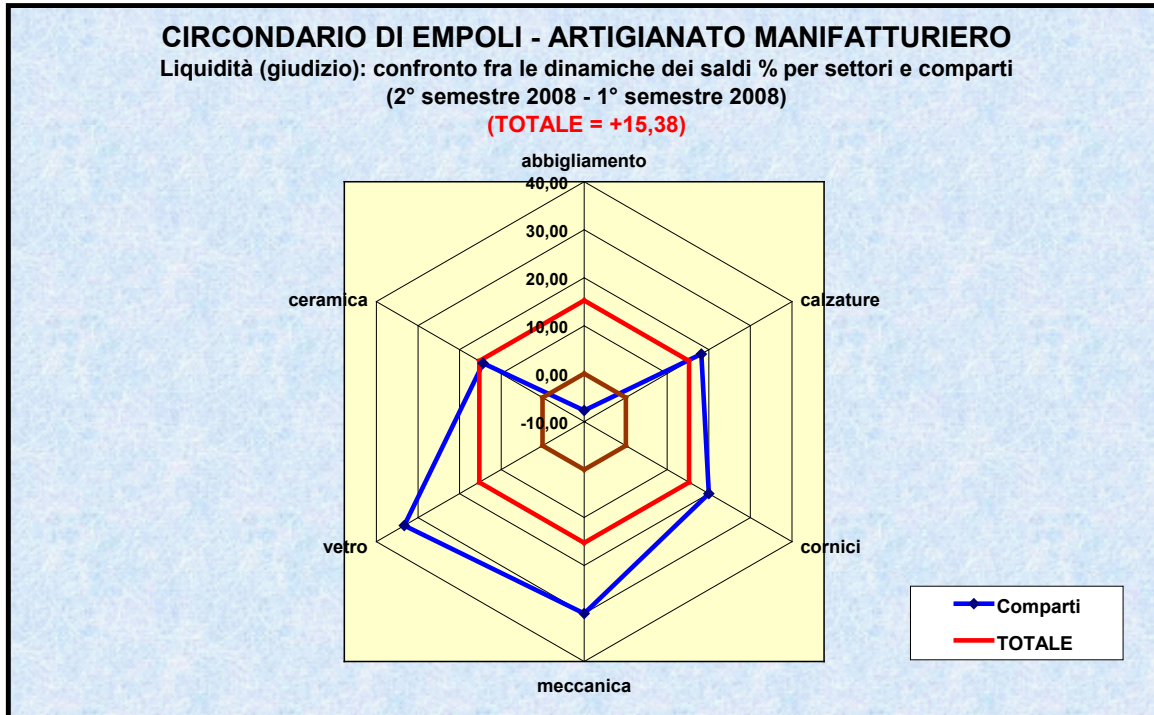 CIRCONDARIO DI EMPOLI - ARTIGIANATO MANIFATTURIERO
Liquidità (giudizio): confronto fra le dinamiche dei saldi % per settori e comparti
(2° semestre 2008 - 1° semestre 2008)
(TOTALE = +15,38)
abbigliamento
40,00
30,00
20,00
10,00
0,00
-10,00
ceramica
calzature
vetro
cornici
meccanica
Comparti
TOTALE